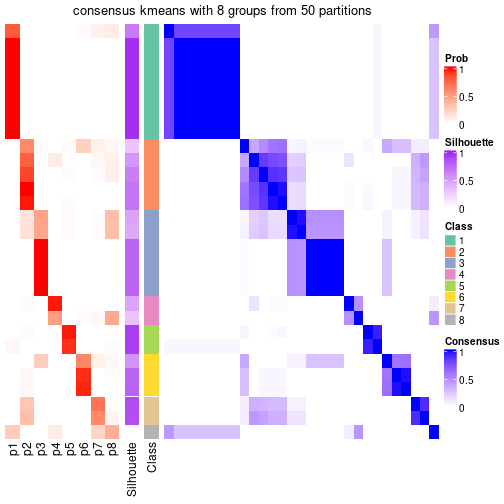 consensus kmeans with 8 groups from 50 partitions
Prob
1
0.5
0
Silhouette
1
0.5
0
Class
1
2
3
4
5
6
7
8
Consensus
1
0.5
0
p1
p2
p3
p4
p5
p6
p7
p8
Silhouette
Class